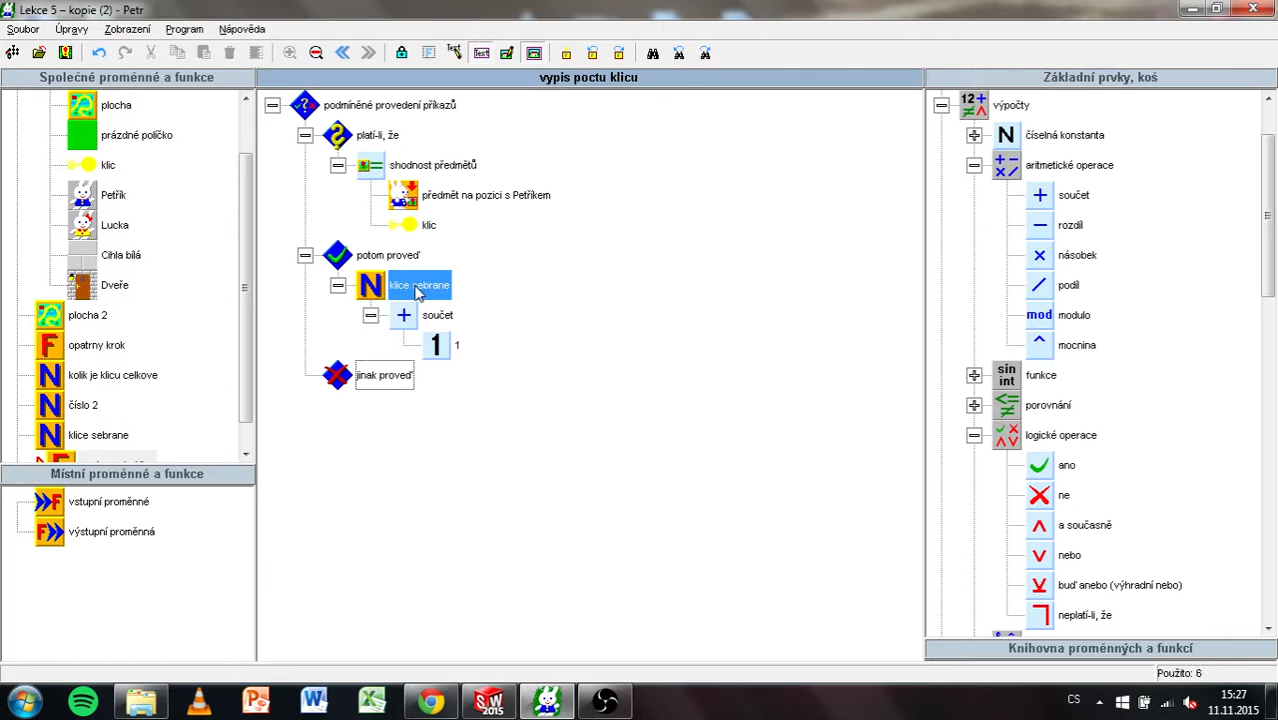 Lekce 5 – kopie (2) - Petr
Soubor Úpravy Zobrazení Program Nápověda
Společné proměnné a funkce
plocha
prázdné políčko
klic
Petřík
Lucka
Cihla bílá
Dveře
plocha 2
opatrny krok
kolik je klicu celkove
číslo 2
klice sebrane
Místní proměnné a funkce
vstupní proměnné
výstupní proměnná
vypis poctu klicu
podmíněné provedení příkazů
platí-li, že
shodnost předmětů
předmět na pozici s Petříkem
klic
potom proveď
klice sebrane
součet
1
jinak proveď
Základní prvky, koš
výpočty
číselná konstanta
aritmetické operace
součet
rozdíl
násobek
podíl
mod modulo
mocnina
sin int funkce
porovnání
logické operace
ano
ne
a současně
nebo
buď anebo (výhradní nebo)
neplatí-li, že
Knihovna proměnných a funkcí
Použito: 6
CS
15:27
11.11.2015